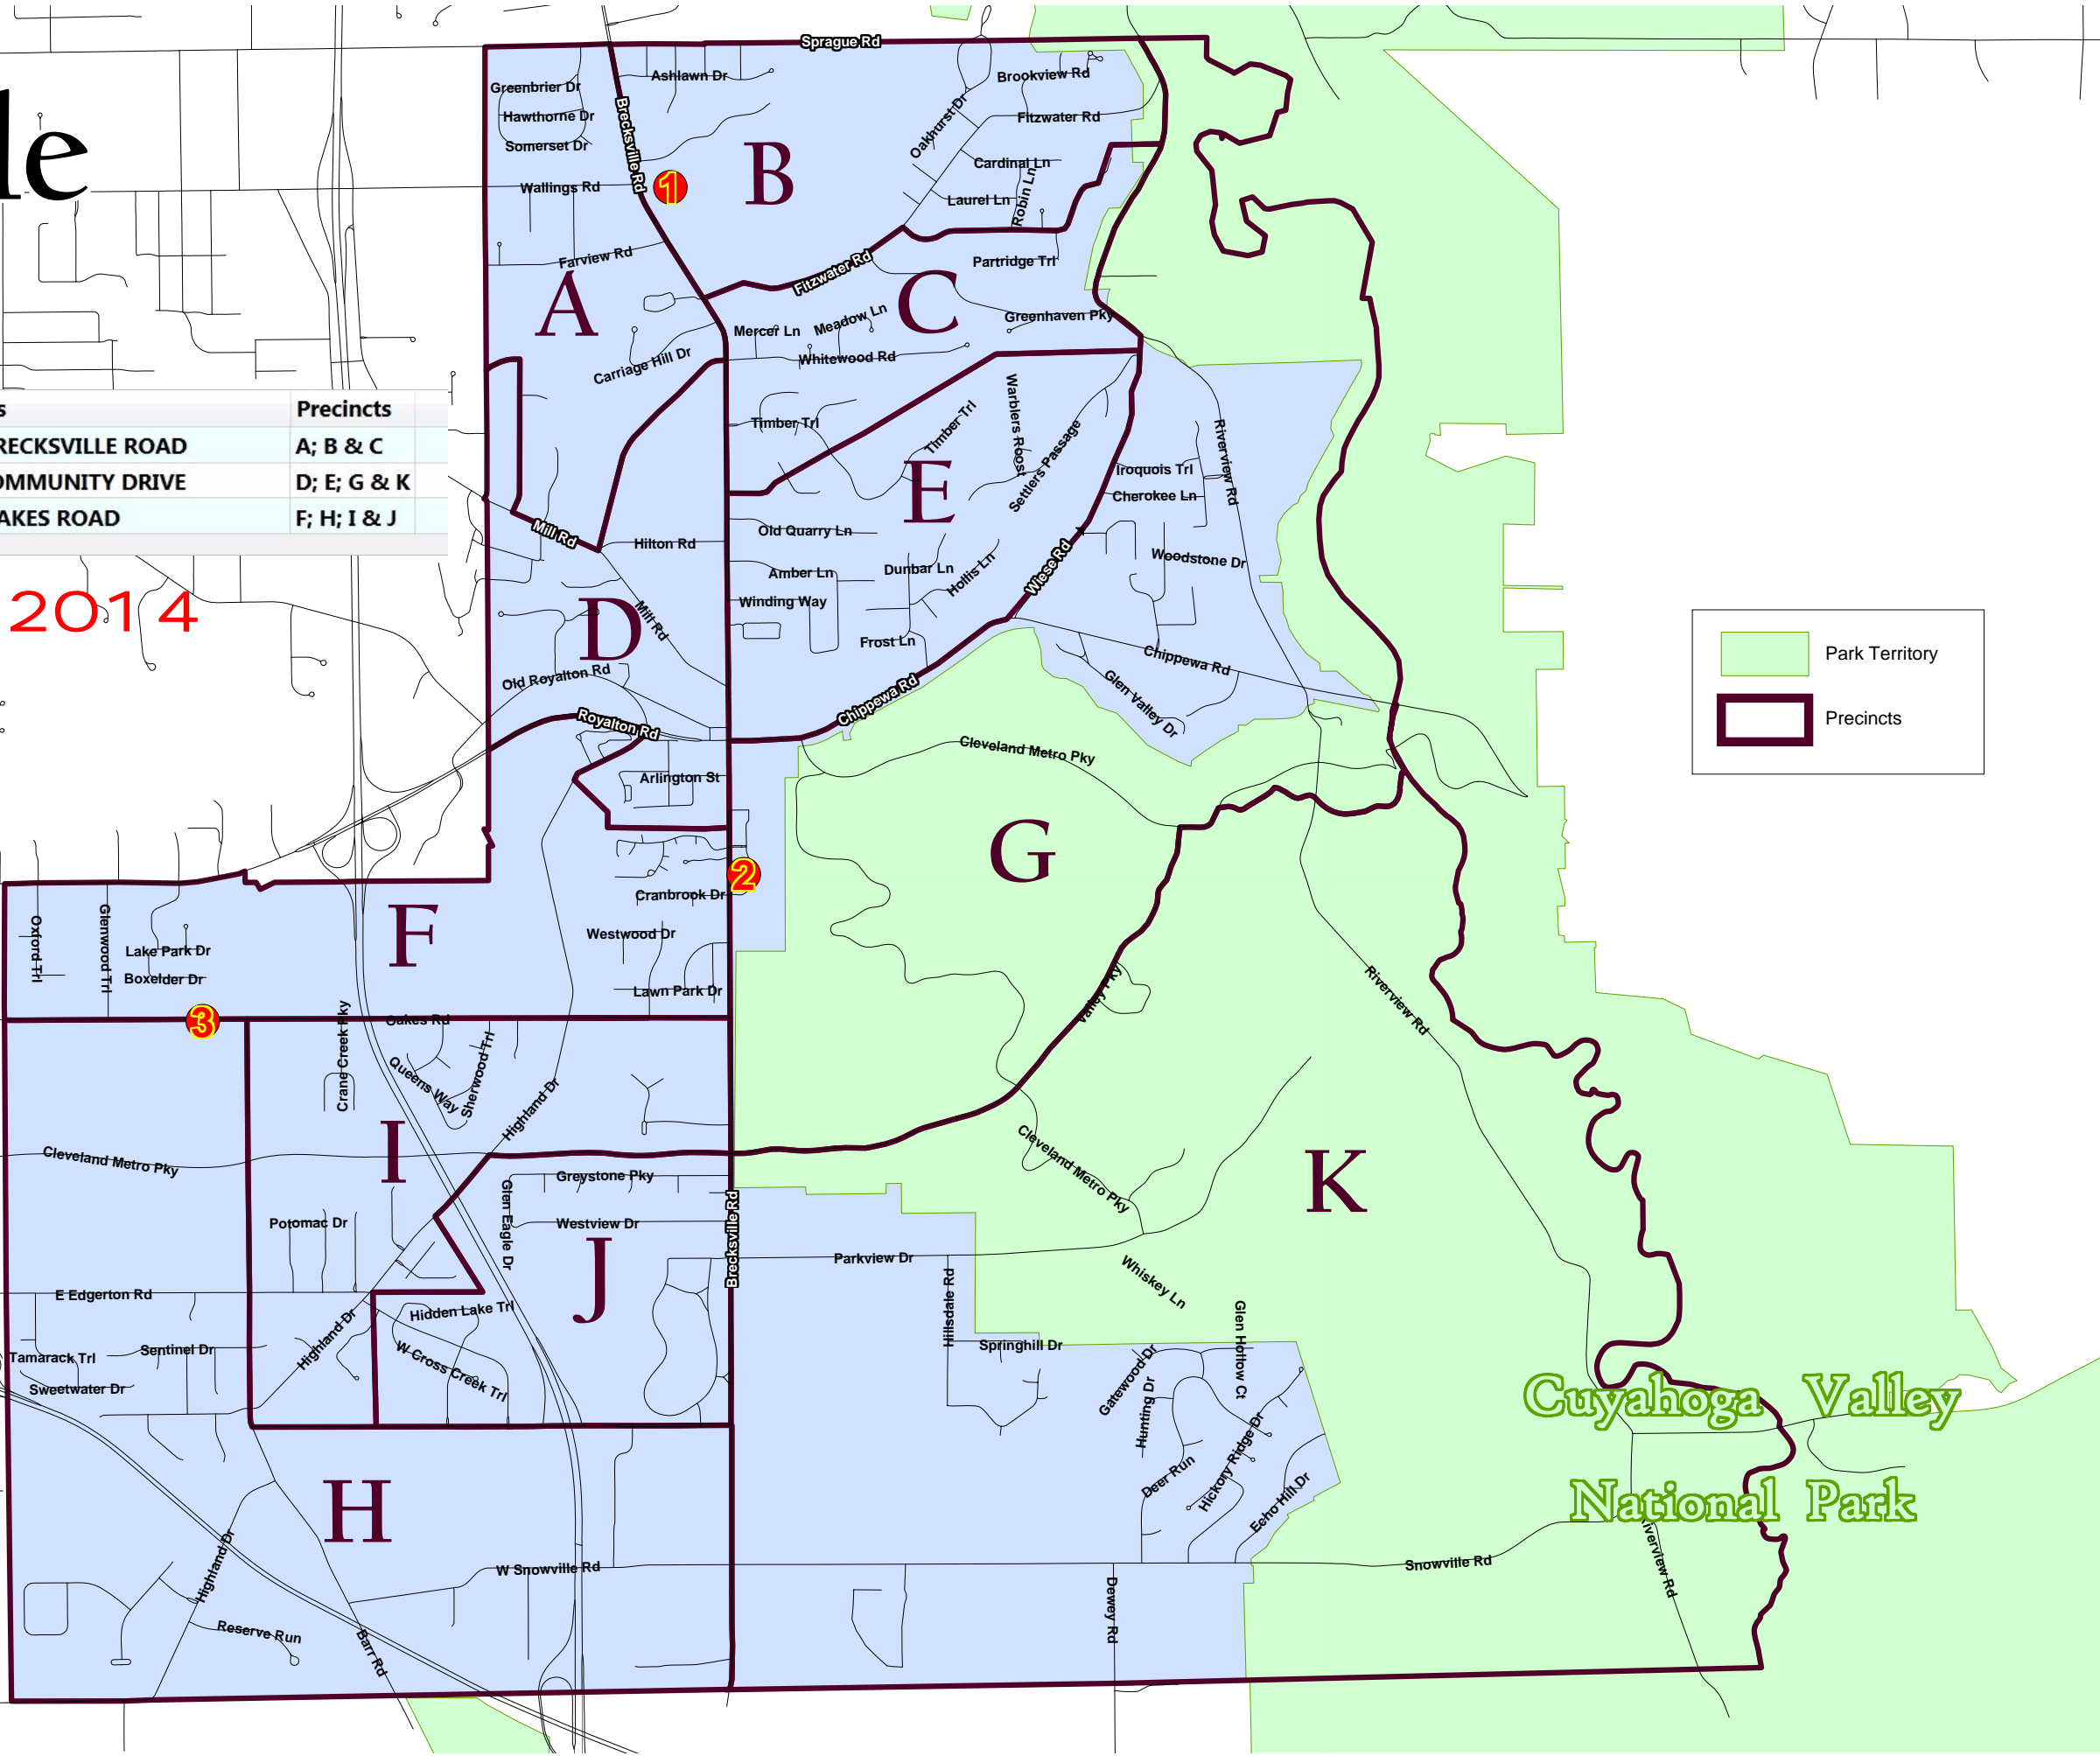 Sprague Rd
Greenbrier Dr
Ashlawn Dr
Brookview Rd
Hawthorne Dr
Brecksville Rd
Oakhurst Dr
Fitzwater Rd
Somerset Dr
le
B
Cardinal Ln
Wallings Rd
1
Laurel Ln
Robin Ln
Farview Rd
Fitzwater Rd
Partridge Trl
A
C
Mercer Ln
Meadow Ln
Greenhaven Pky
Carriage Hill Dr
Whitewood Rd
s Precincts
RECKSVILLE ROAD A; B & C
OMMUNITY DRIVE D; E; G & K
AKES ROAD F; H; I & J
2014
Timber Trl
Timber Trl
Warblers Roost
Settlers Passage
Riverview Rd
E
Iroquois Trl
Cherokee Ln
Mill Rd
Hilton Rd
Old Quarry Ln
Wiese Rd
Woodstone Dr
Amber Ln
Dunbar Ln
Hollis Ln
Winding Way
D
Mill Rd
Frost Ln
Chippewa Rd
Park Territory
Precincts
Old Royalton Rd
Chippewa Rd
Glen Valley Dr
Royalton Rd
Cleveland Metro Pky
Arlington St
G
2
Cranbrook Dr
F
Oxford Trl
Glenwood Trl
Lake Park Dr
Westwood Dr
Boxelder Dr
Lawn Park Dr
Valley Pky
Riverview Rd
3
Oakes Rd
Crane Creek Pky
Queens Way
Sherwood Trl
Highland Dr
Cleveland Metro Pky
I
Cleveland Metro Pky
K
Greystone Pky
Glen Eagle Dr
Potomac Dr
Westview Dr
Brecksville Rd
J
Parkview Dr
Whiskey Ln
Hillsdale Rd
E Edgerton Rd
Hidden Lake Trl
Highland Dr
Glen Hollow Ct
Springhill Dr
Sentinel Dr
Tamarack Trl
W Cross Creek Trl
Gatewood Dr
Sweetwater Dr
Hunting Dr
Cuyahoga Valley
Deer Run
Hickory Ridge Dr
Echo Hill Dr
National Park
H
Highland Dr
W Snowville Rd
Snowville Rd
Riverview Rd
Dewey Rd
Reserve Run
Barr Rd